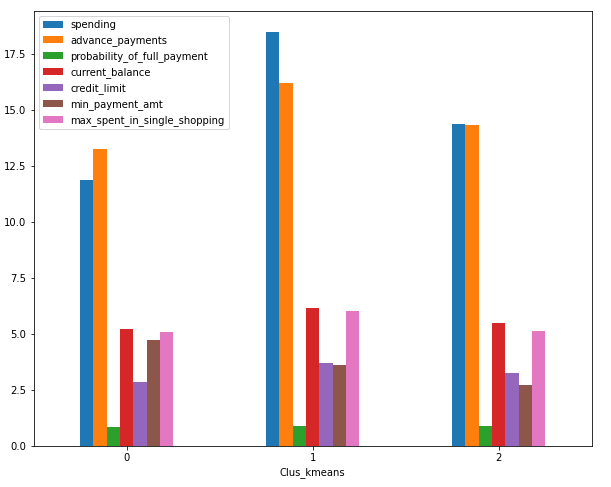 spending
advance_payments
probability_of_full_payment
current_balance
credit_limit
min_payment_amt
max_spent_in_single_shopping
17.5
15.0
12.5
10.0
7.5
5.0
2.5
0.0
0 1 2
Clus_kmeans